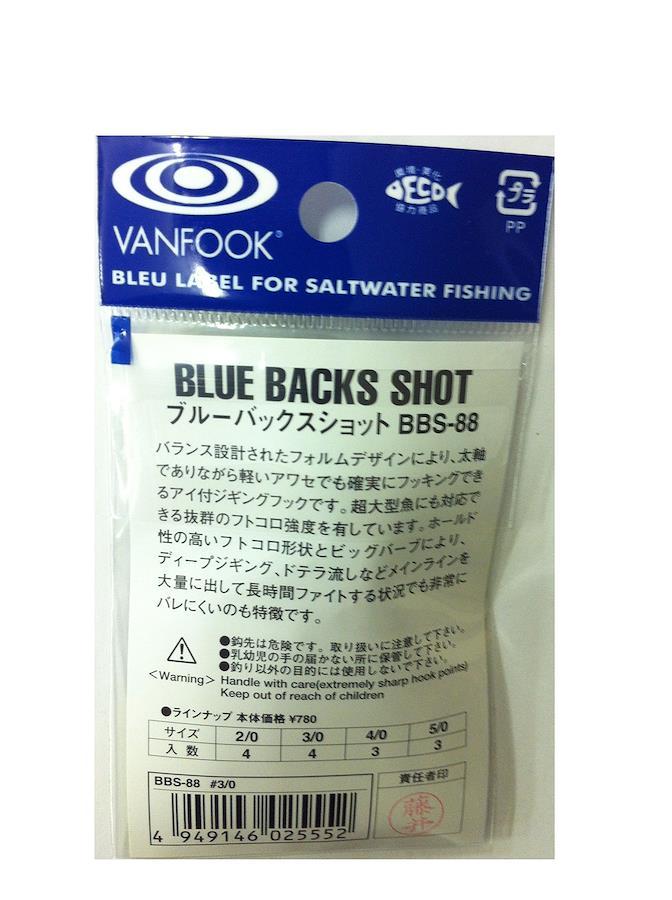 環境・美化
ECO
協力商品
プラ
PP
VANFOOK®
BLEU LABEL FOR SALTWATER FISHING
BLUE BACKS SHOT
ブルーバックスショット BBS-88
バランス設計されたフォルムデザインにより、太軸
でありながら軽いアワセでも確実にフッキングでき
るアイ付ジギングフックです。超大型魚にも対応で
きる抜群のフトコロ強度を有しています。ホールド
性の高いフトコロ形状とビッグバーブにより、
ディープジギング、ドテラ流しなどメインラインを
大量に出して長時間ファイトする状況でも非常に
バレにくいのも特徴です。
●鈎先は危険です。取り扱いに注意して下さい。
●乳幼児の手の届かない所に保管して下さい。
●釣り以外の目的には使用しないで下さい。
<Warning> Handle with care(extremely sharp hook points)
Keep out of reach of children
●ラインナップ 本体価格 ¥780
サイズ 2/0 3/0 4/0 5/0
入数 4 4 3 3
BBS-88 #3/0
責任者印
藤井
4 949146 025552